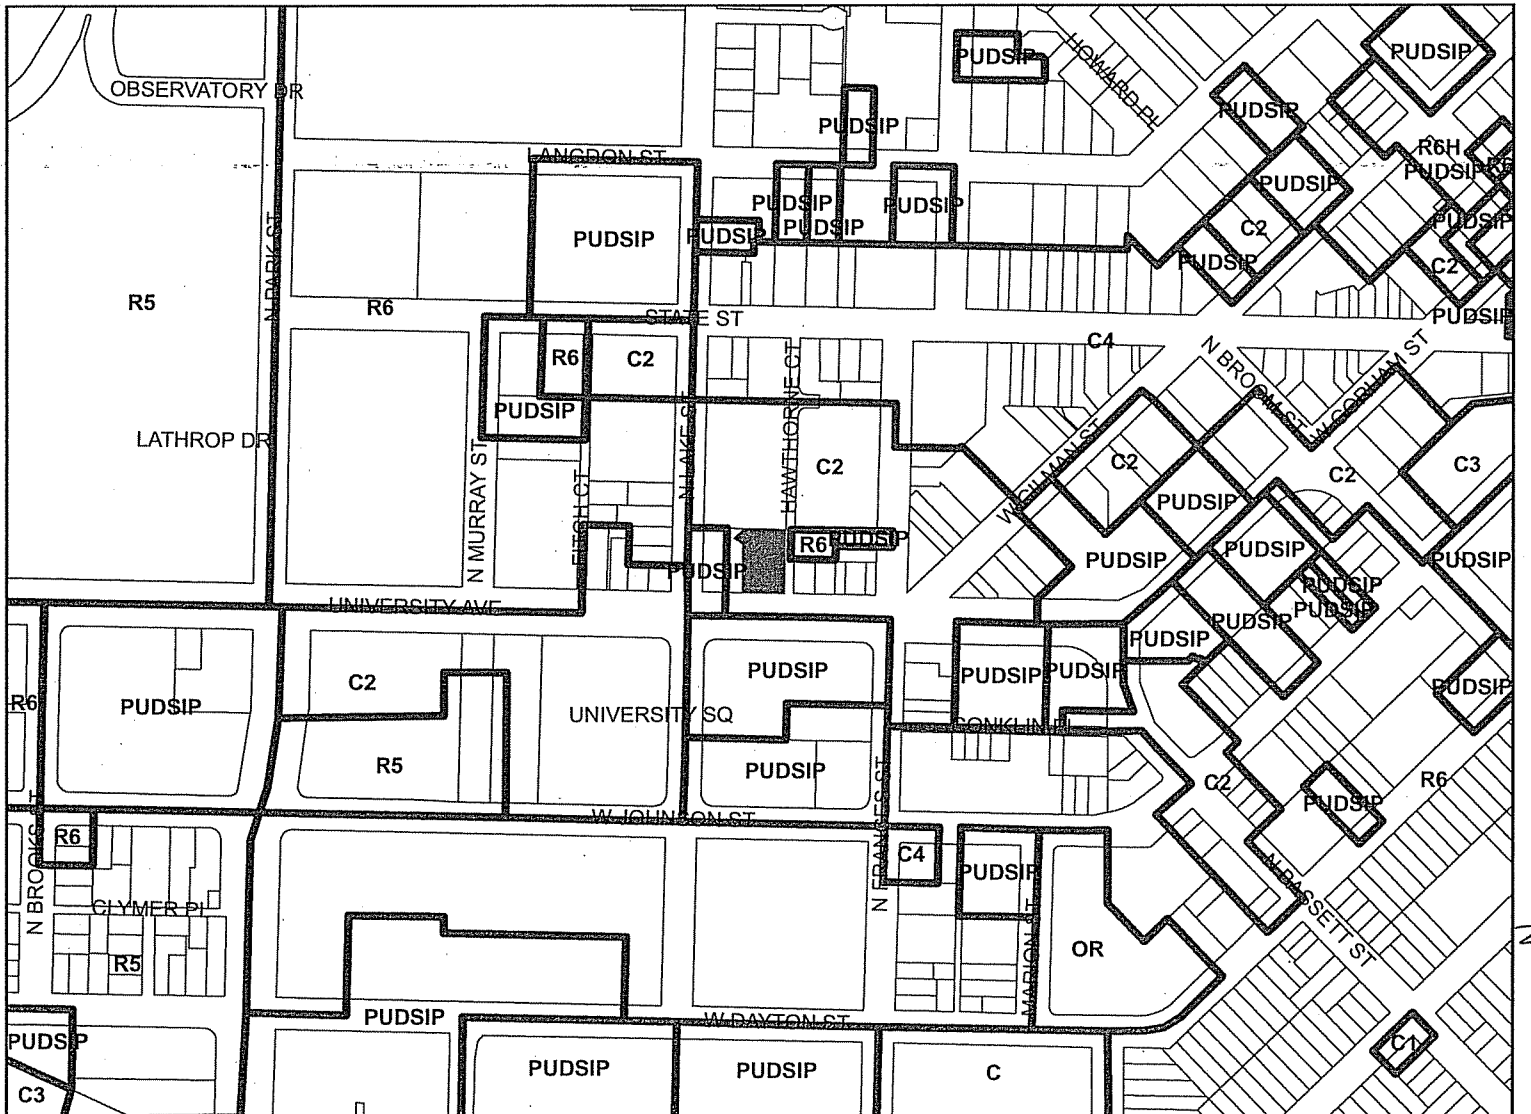 PUDSIP
HOWARD PL
PUDSIP
OBSERVATORY DR
PUDSIP
PUDSIP
LANGDON ST
R6H
PUDSIP
R6
PUDSIP
PUDSIP
PUDSIP
PUDSIP
PUDSIP
PUDSIP
C2
PUDSIP
PUDSIP
N PARK ST
PUDSIP
C2
R5
R6
STATE ST
PUDSIP
C4
R6
C2
HAWTHORNE CT
N BROOM ST
W GORHAM ST
PUDSIP
LATHROP DR
N LAKE ST
W GILMAN ST
C2
C2
C2
C3
N MURRAY ST
FITCH CT
PUDSIP
R6
PUDSIP
PUDSIP
PUDSIP
PUDSIP
PUDSIP
PUDSIP
PUDSIP
UNIVERSITY AVE
PUDSIP
PUDSIP
PUDSIP
PUDSIP
PUDSIP
C2
PUDSIP
R6
PUDSIP
UNIVERSITY SQ
CONKLIN PL
R5
PUDSIP
C2
R6
PUDSIP
N FRANCES ST
W JOHNSON ST
R6
N BROOKS ST
C4
PUDSIP
N BASSETT ST
CLYMER PL
MARION ST
OR
R5
PUDSIP
W DAYTON ST
PUDSIP
C1
PUDSIP
PUDSIP
C
C3